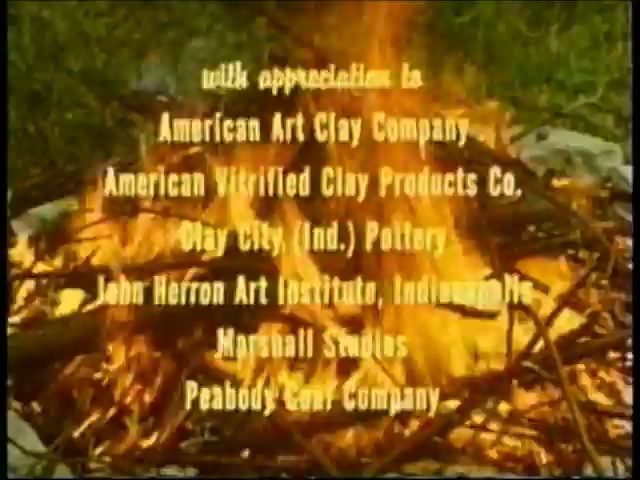 with appreciation to
American Art Clay Company
American Vitrified Clay Products Co.
Clay City, (Ind.) Pottery
John Herron Art Institute, Indianapolis
Marshall Studios
Peabody Coal Company